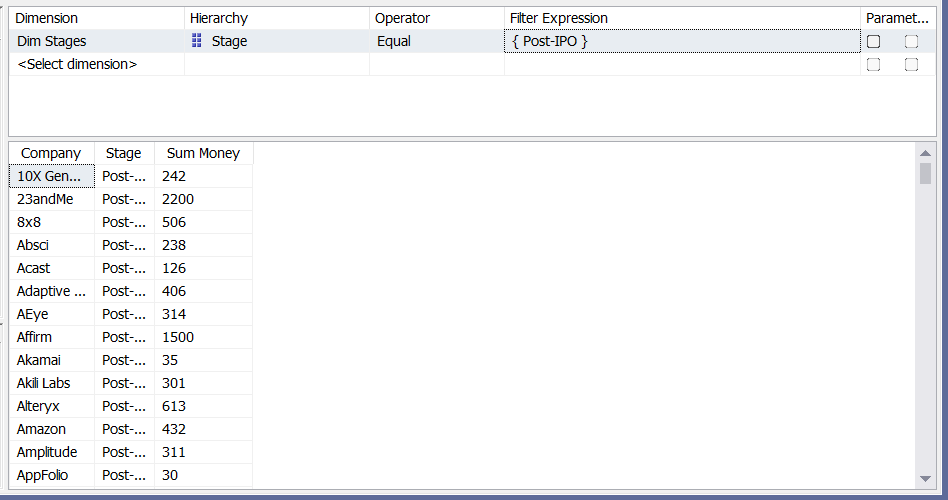 Dimension Hierarchy Operator Filter Expression Paramet...
Dim Stages Stage Equal { Post-IPO }
<Select dimension>
Company Stage Sum Money
10X Gen... Post-... 242
23andMe Post-... 2200
8x8 Post-... 506
Absci Post-... 238
Acast Post-... 126
Adaptive ... Post-... 406
AEye Post-... 314
Affirm Post-... 1500
Akamai Post-... 35
Akili Labs Post-... 301
Alteryx Post-... 613
Amazon Post-... 432
Amplitude Post-... 311
AppFolio Post-... 30